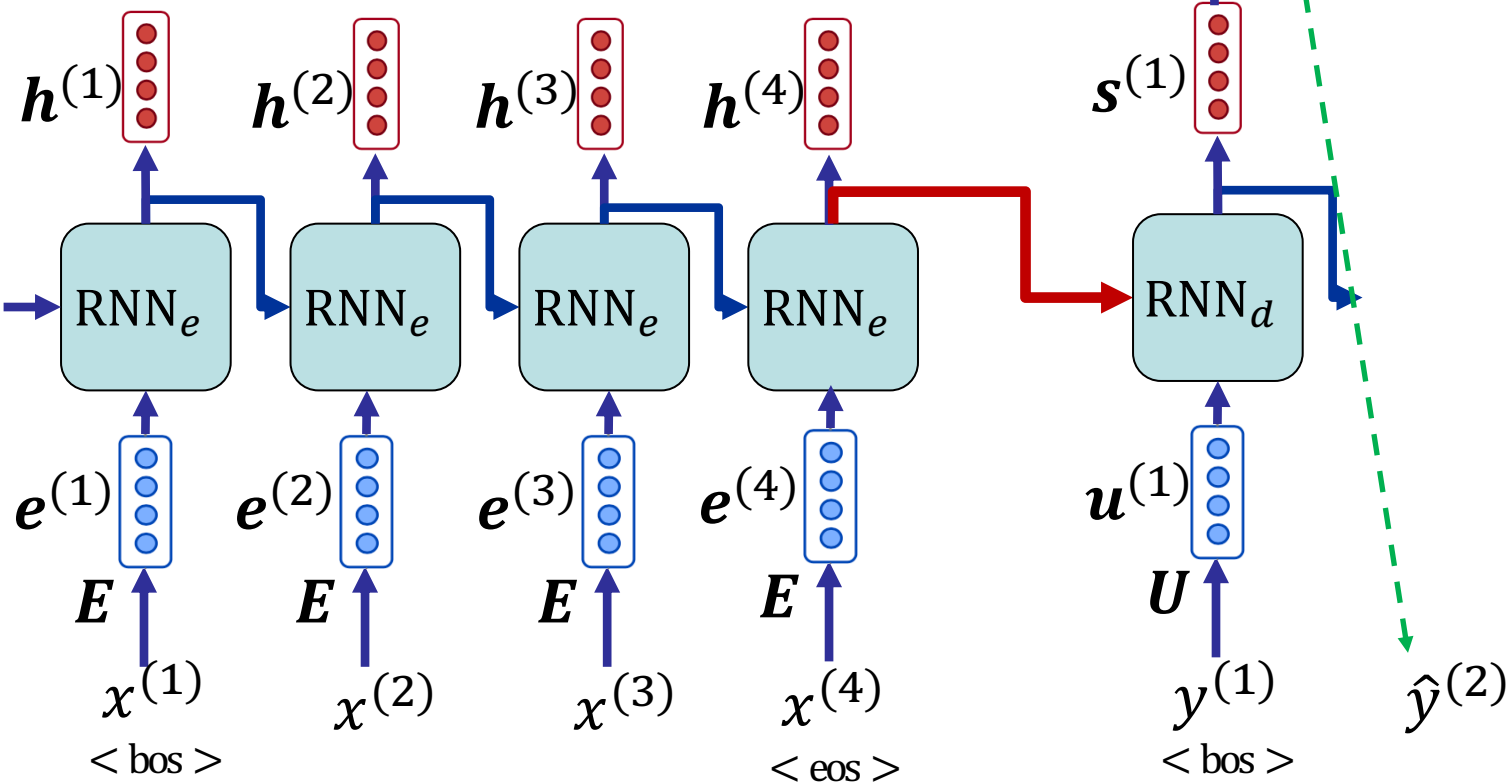 h(1) h(2) h(3) h(4) s(1)
RNNe RNNe RNNe RNNe RNNd
e(1) e(2) e(3) e(4) u(1)
E E E E U
x(1) x(2) x(3) x(4) y(1) ŷ(2)
< bos > < eos > < bos >